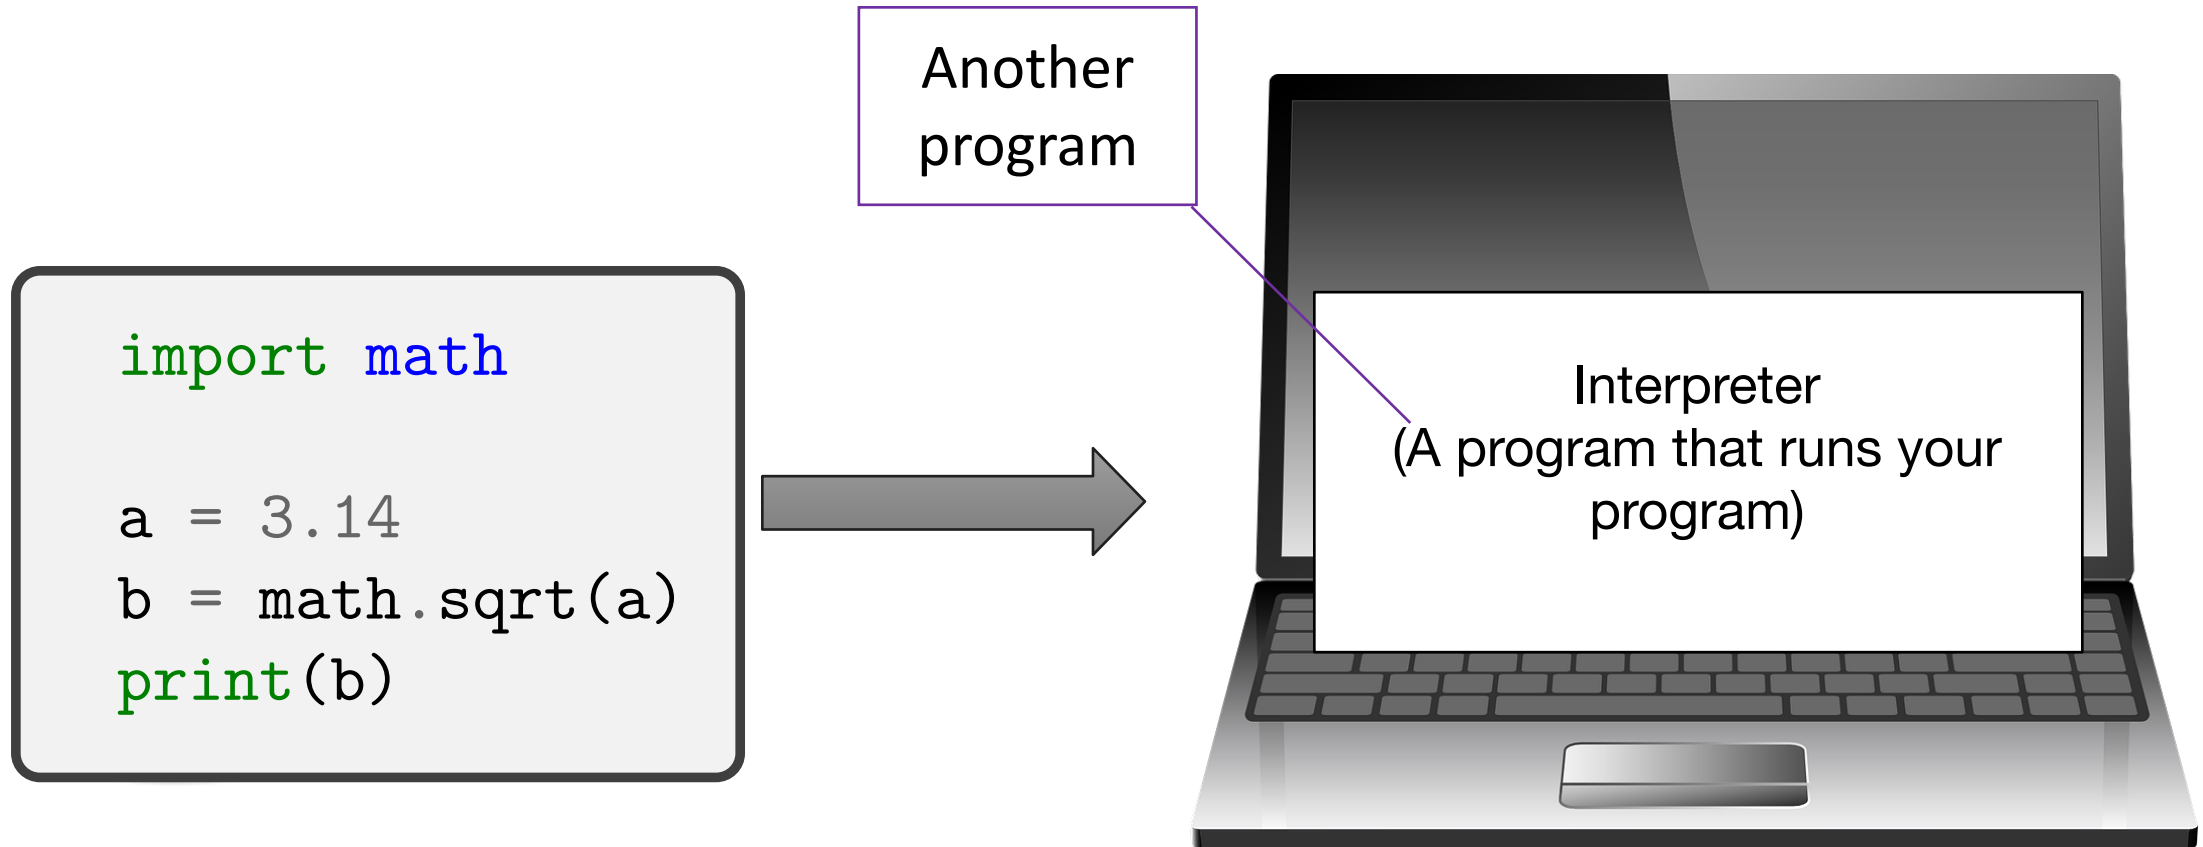 Another
program
import math
a = 3.14
b = math.sqrt(a)
print(b)
Interpreter
(A program that runs your
program)